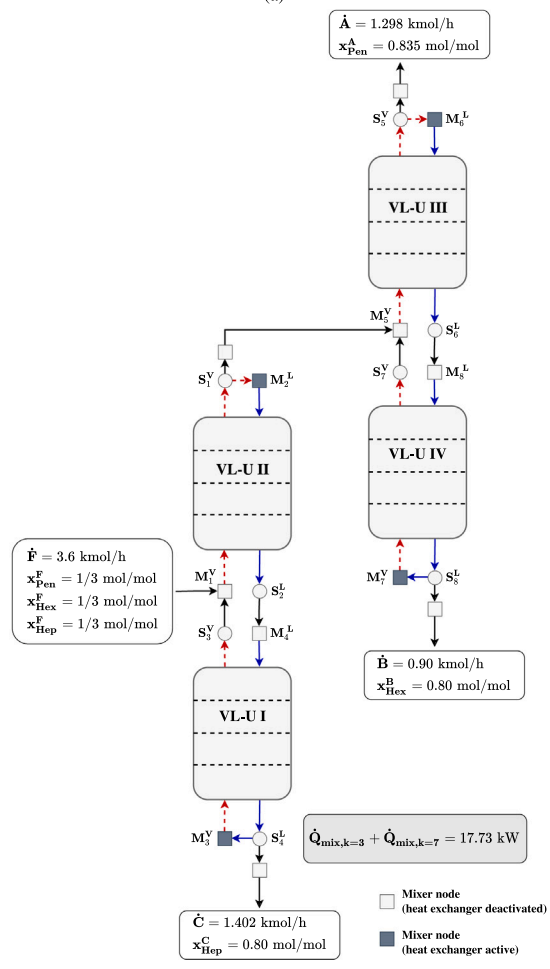 Ȧ = 1.298 kmol/h
x^A_Pen = 0.835 mol/mol
S^V_5
M^L_6
VL-U III
M^V_5
S^L_6
S^V_7
M^L_8
S^V_1
M^L_2
VL-U II
VL-U IV
Ḟ = 3.6 kmol/h
x^F_Pen = 1/3 mol/mol
x^F_Hex = 1/3 mol/mol
x^F_Hep = 1/3 mol/mol
M^V_1
S^L_2
M^V_7
S^L_8
S^V_3
M^L_4
Ḃ = 0.90 kmol/h
x^B_Hex = 0.80 mol/mol
VL-U I
M^V_3
S^L_4
Q̇_mix,k=3 + Q̇_mix,k=7 = 17.73 kW
Mixer node
(heat exchanger deactivated)
Ċ = 1.402 kmol/h
x^C_Hep = 0.80 mol/mol
Mixer node
(heat exchanger active)